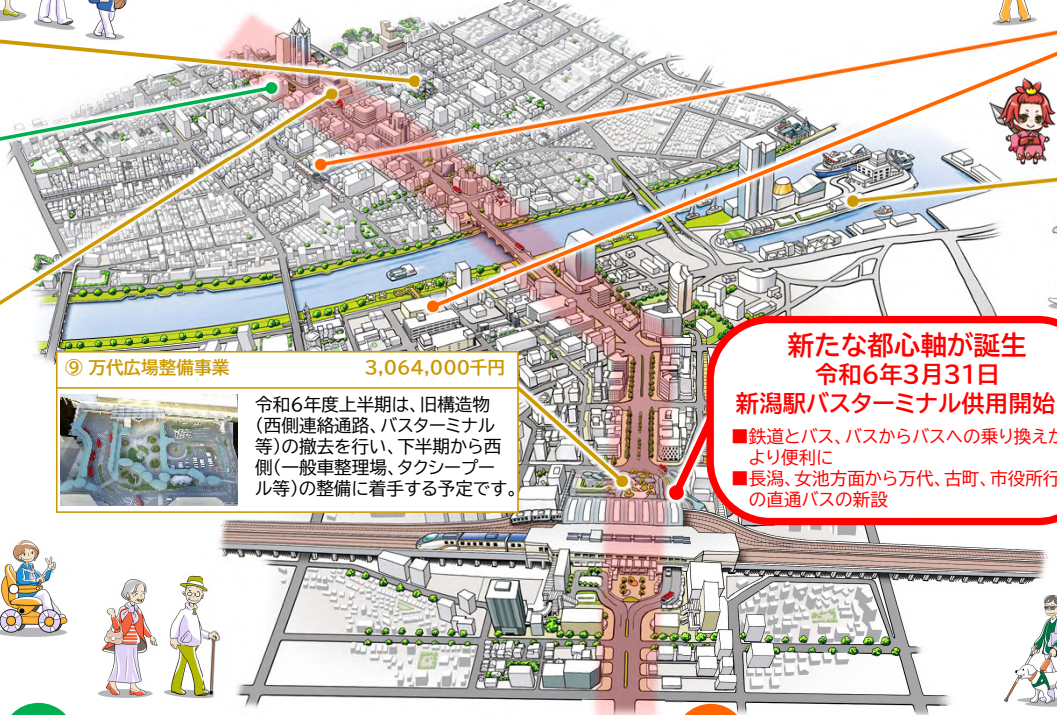 ⑨ 万代広場整備事業 3,064,000千円
令和6年度上半期は、旧構造物
(西側連絡通路、バスターミナル
等)の撤去を行い、下半期から西
側(一般車整理場、タクシープー
ル等)の整備に着手する予定です。
新たな都心軸が誕生
令和6年3月31日
新潟駅バスターミナル供用開始
■鉄道とバス、バスからバスへの乗り換えが
より便利に
■長潟、女池方面から万代、古町、市役所行
の直通バスの新設